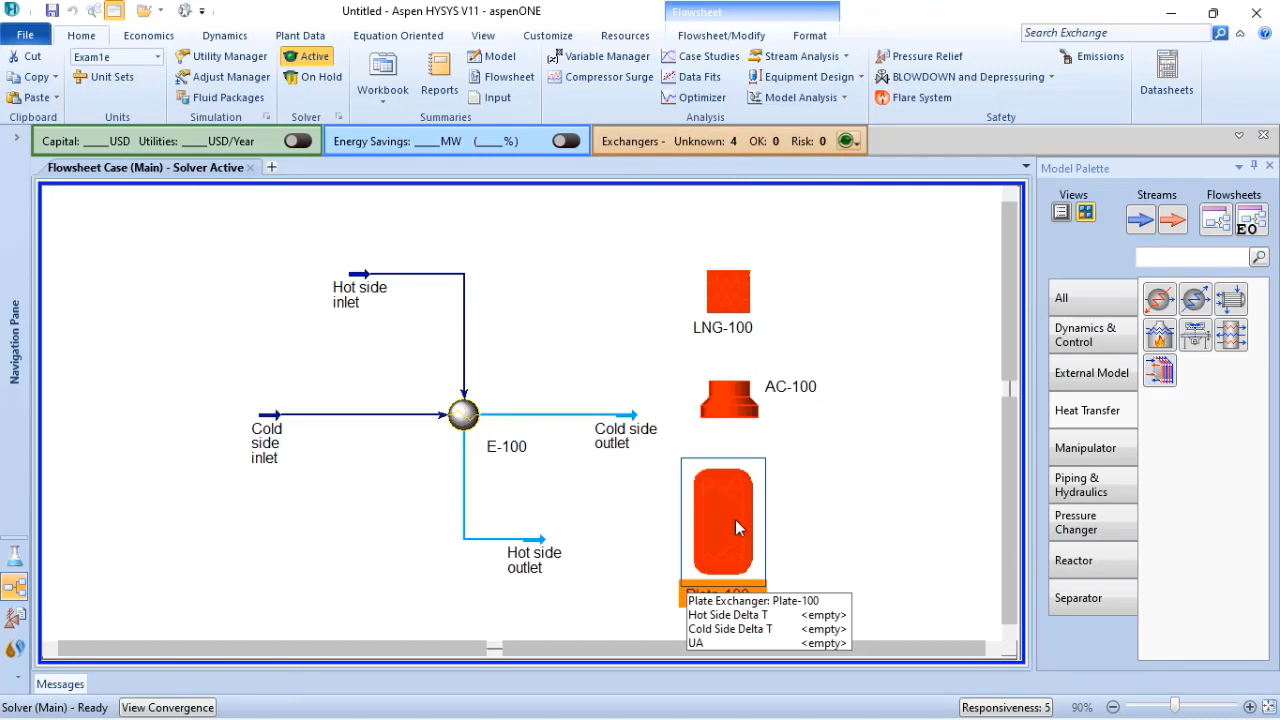 Untitled - Aspen HYSYS V11 - aspenONE
Flowsheet
File
Home
Economics
Dynamics
Plant Data
Equation Oriented
View
Customize
Resources
Flowsheet/Modify
Format
Search Exchange
Cut
Copy
Paste
Clipboard
Exam1e
Unit Sets
Units
Utility Manager
Adjust Manager
Fluid Packages
Simulation
Active
On Hold
Solver
Workbook
Reports
Model
Flowsheet
Input
Summaries
Variable Manager
Compressor Surge
Case Studies
Data Fits
Optimizer
Stream Analysis
Equipment Design
Model Analysis
Analysis
Pressure Relief
BLOWDOWN and Depressuring
Flare System
Emissions
Safety
Datasheets
Capital: ____ USD Utilities: ____ USD/Year
Energy Savings: ____ MW (____ %)
Exchangers - Unknown: 4 OK: 0 Risk: 0
Flowsheet Case (Main) - Solver Active
Navigation Pane
Hot side
inlet
Cold
side
inlet
E-100
Cold side
outlet
Hot side
outlet
LNG-100
AC-100
Plate Exchanger: Plate-100
Hot Side Delta T <empty>
Cold Side Delta T <empty>
UA <empty>
Model Palette
Views
Streams
Flowsheets
EO
All
Dynamics &
Control
External Model
Heat Transfer
Manipulator
Piping &
Hydraulics
Pressure
Changer
Reactor
Separator
Messages
Solver (Main) - Ready
View Convergence
Responsiveness: 5
90%